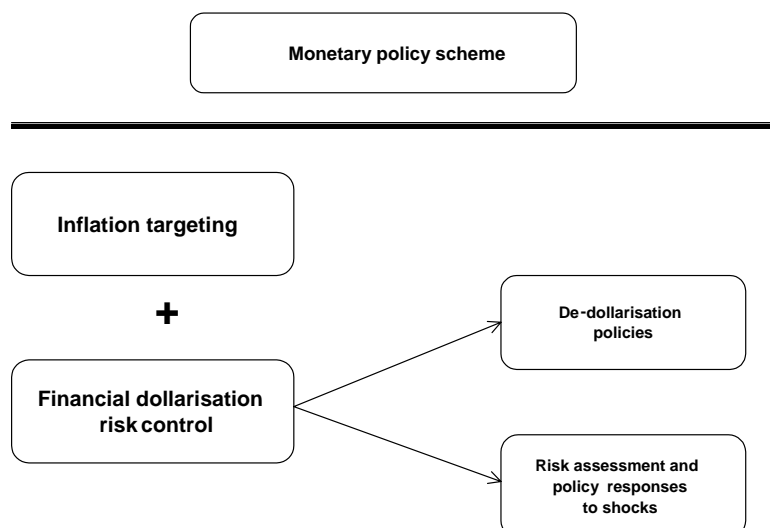 Monetary policy scheme
Inflation targeting
+
Financial dollarisation
risk control
De-dollarisation
policies
Risk assessment and
policy responses
to shocks